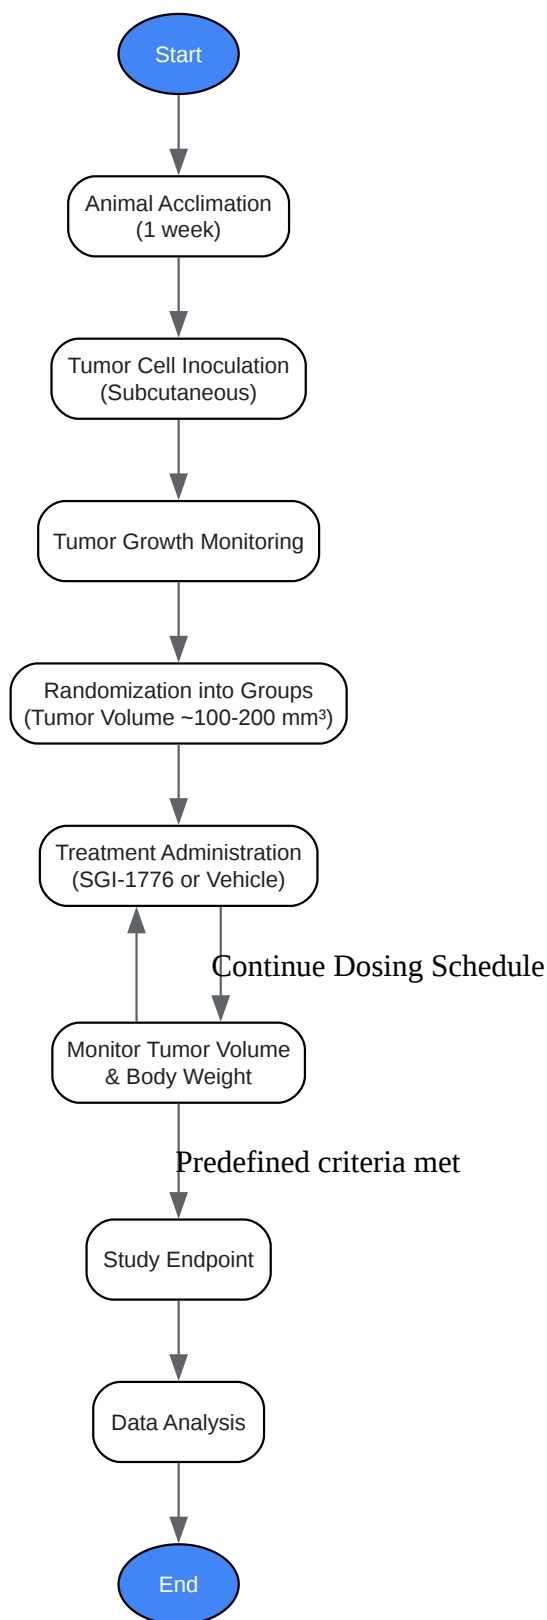 Start
Animal Acclimation
(1 week)
Tumor Cell Inoculation
(Subcutaneous)
Tumor Growth Monitoring
Randomization into Groups
(Tumor Volume ~100-200 mm³)
Treatment Administration
(SGI-1776 or Vehicle)
Continue Dosing Schedule
Monitor Tumor Volume
& Body Weight
Predefined criteria met
Study Endpoint
Data Analysis
End